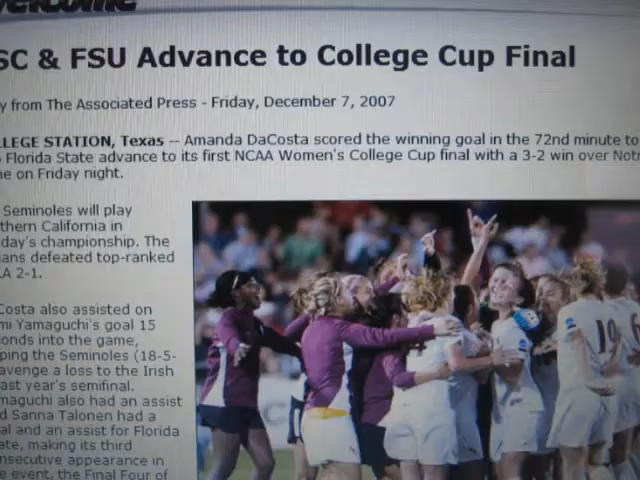 welcome
SC & FSU Advance to College Cup Final
y from The Associated Press - Friday, December 7, 2007
LLEGE STATION, Texas -- Amanda DaCosta scored the winning goal in the 72nd minute to
Florida State advance to its first NCAA Women's College Cup final with a 3-2 win over Notr
e on Friday night.
Seminoles will play
thern California in
day's championship. The
ans defeated top-ranked
A 2-1.
Costa also assisted on
mi Yamaguchi's goal 15
onds into the game,
ping the Seminoles (18-5-
avenge a loss to the Irish
ast year's semifinal.
maguchi also had an assist
d Sanna Talonen had a
al and an assist for Florida
ate, making its third
nsecutive appearance in
e event, the Final Four of
19